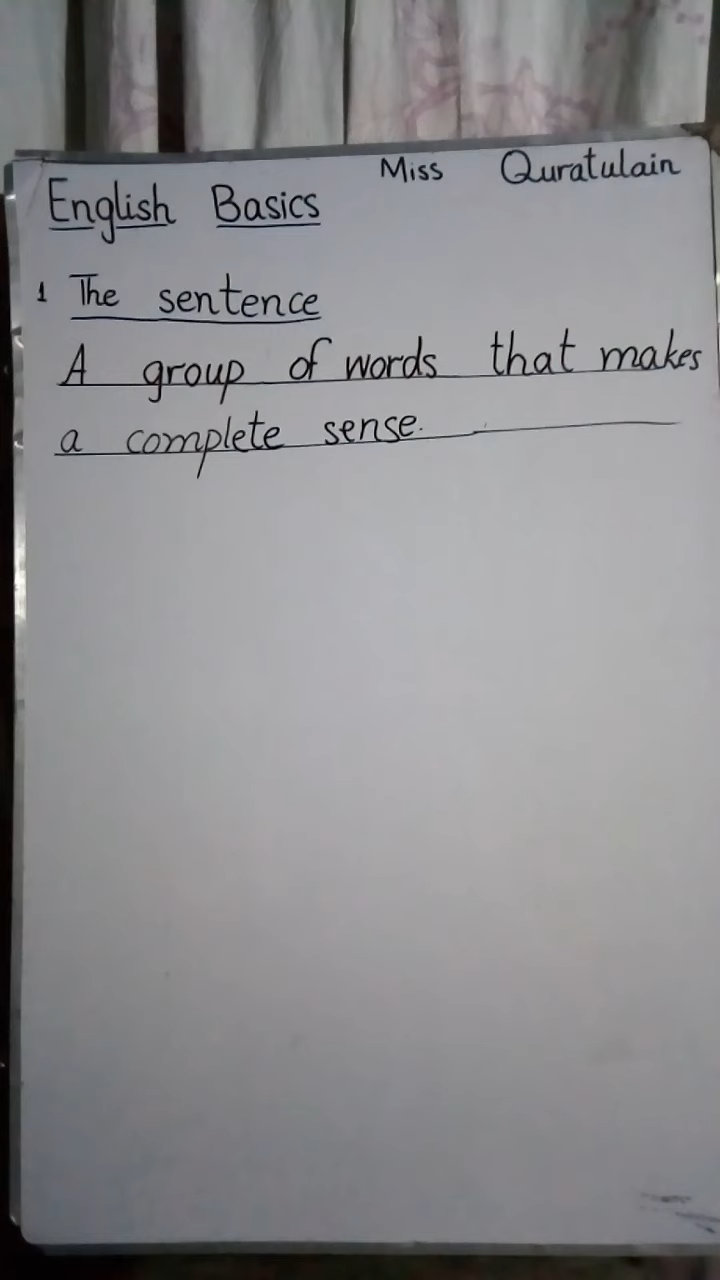 Miss Quratulain
English Basics
1 The sentence
A group of words that makes
a complete sense.